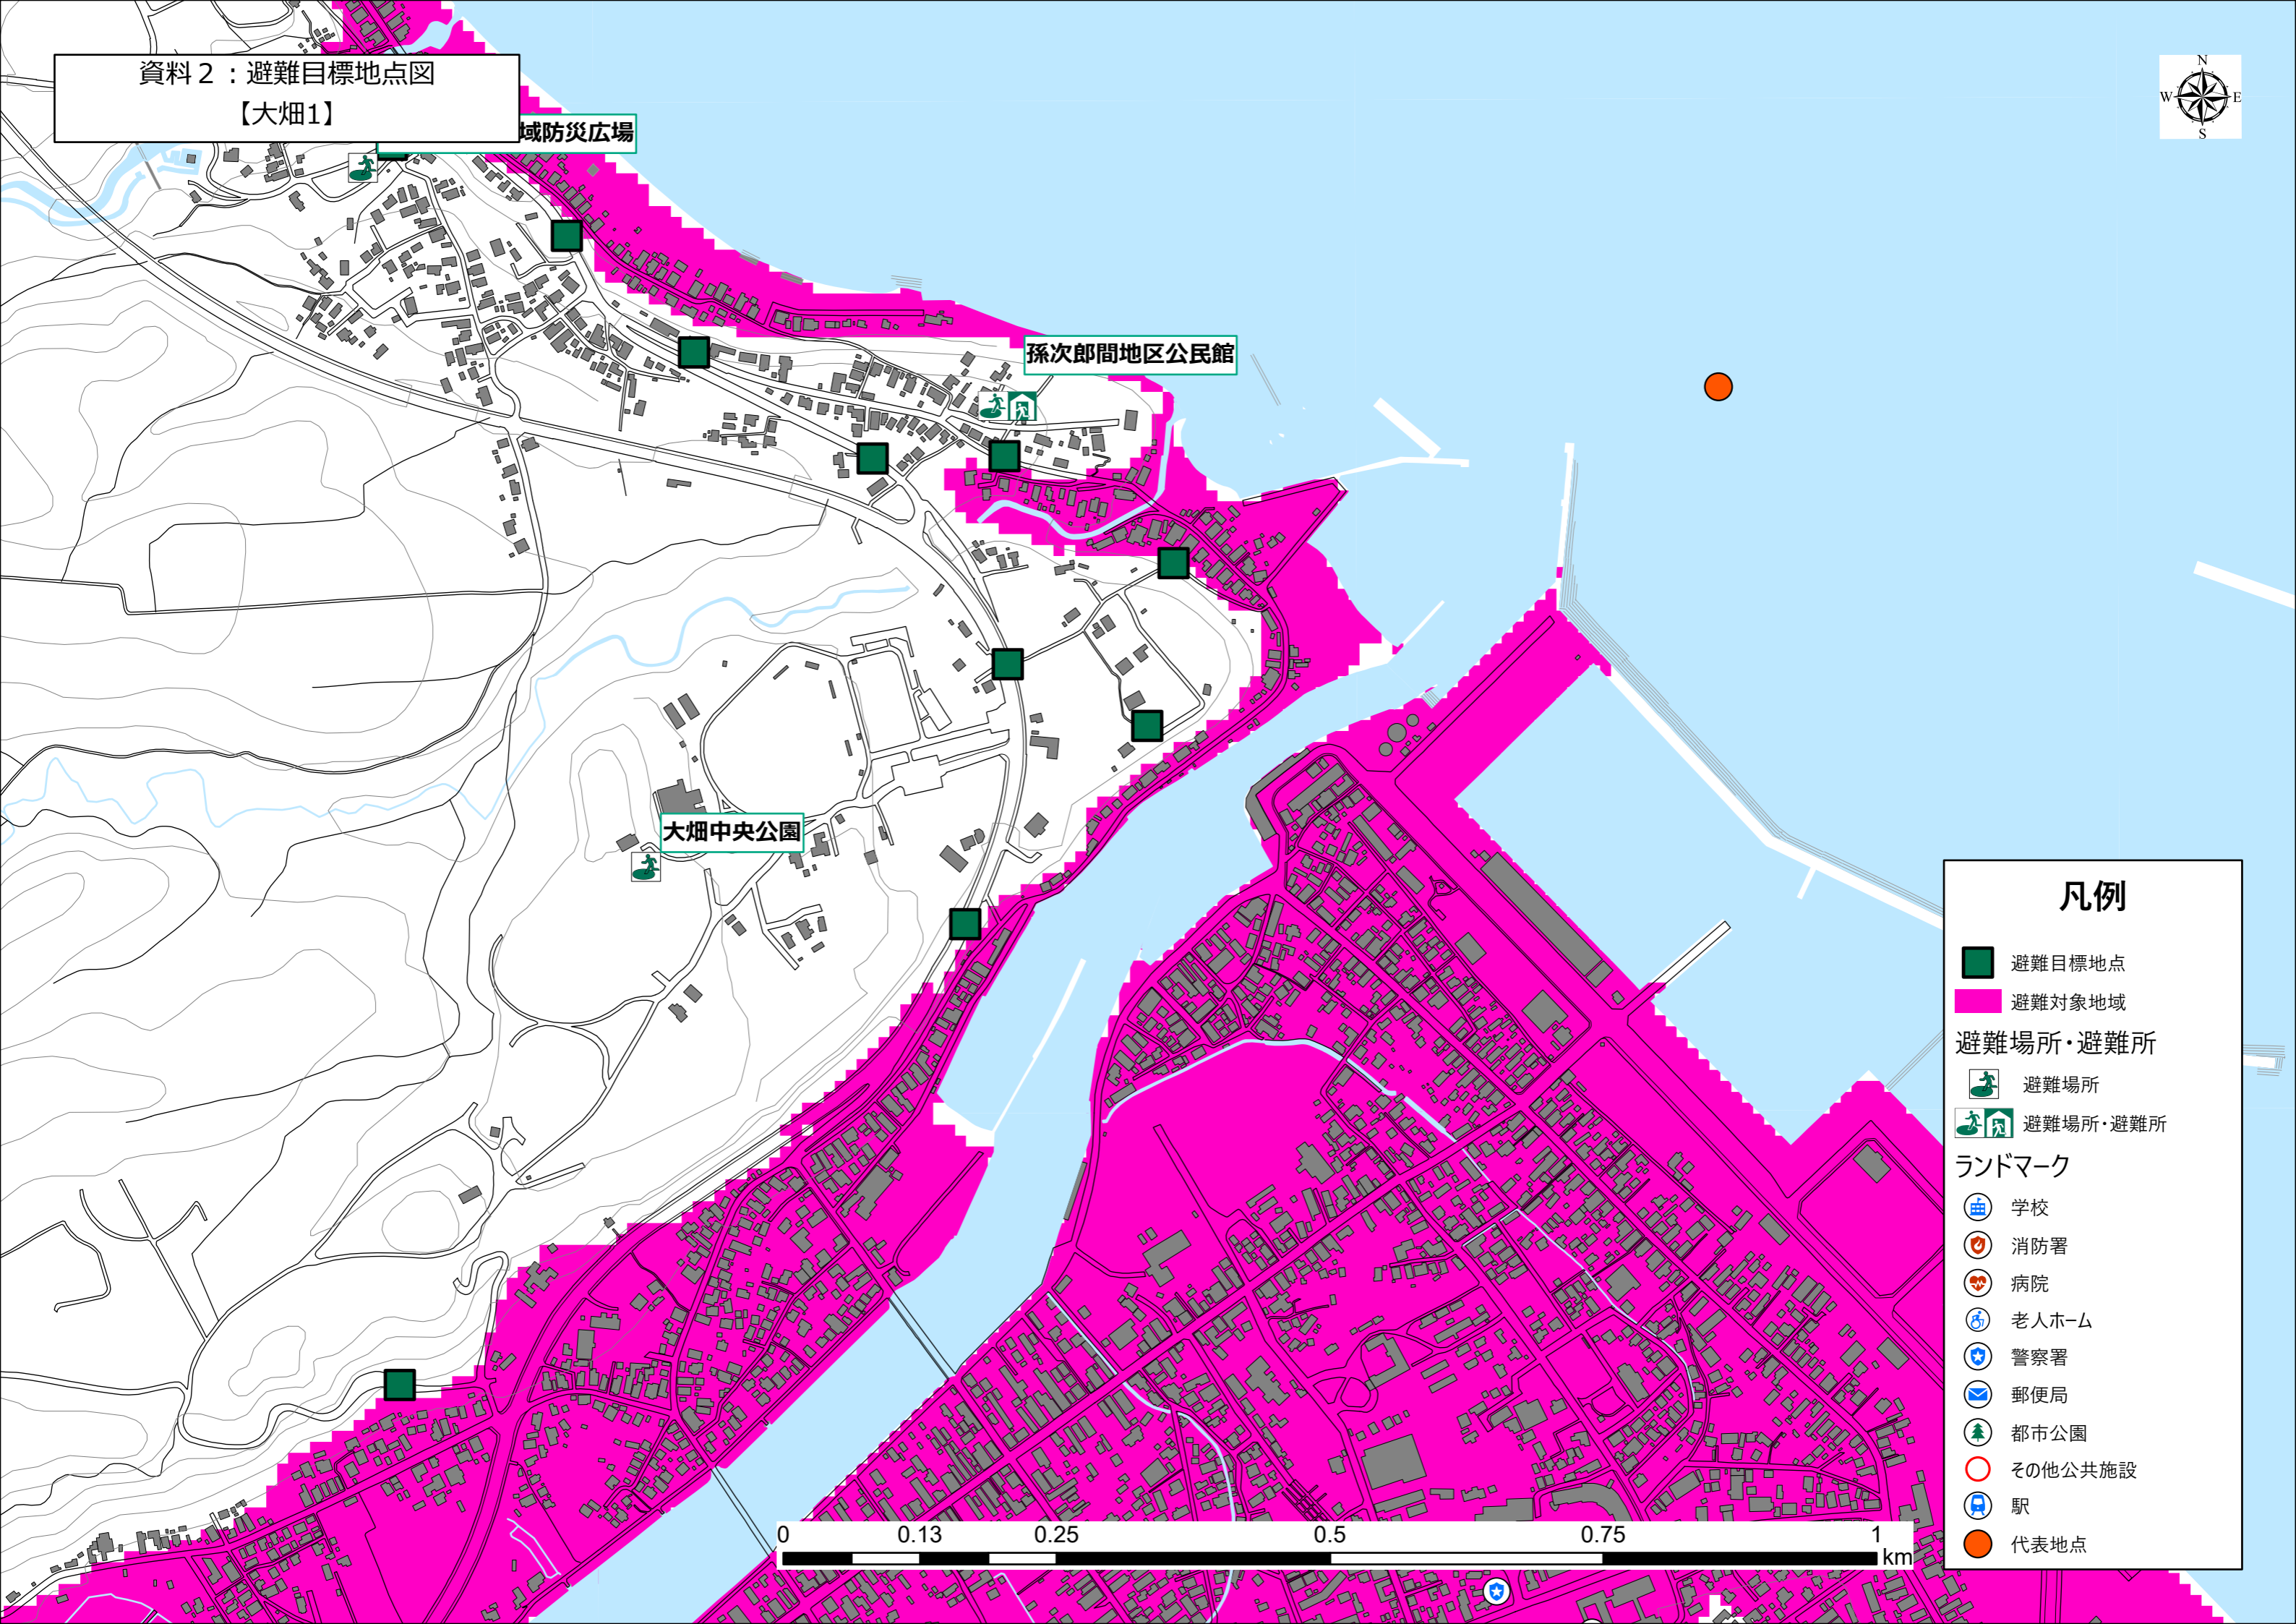 資料２：避難目標地点図
【大畑1】
域防災広場
N
W
E
S
孫次郎間地区公民館
大畑中央公園
凡例
避難目標地点
避難対象地域
避難場所・避難所
避難場所
避難場所・避難所
ランドマーク
学校
消防署
病院
老人ホーム
警察署
郵便局
都市公園
その他公共施設
駅
代表地点
0 0.13 0.25 0.5 0.75 1
km